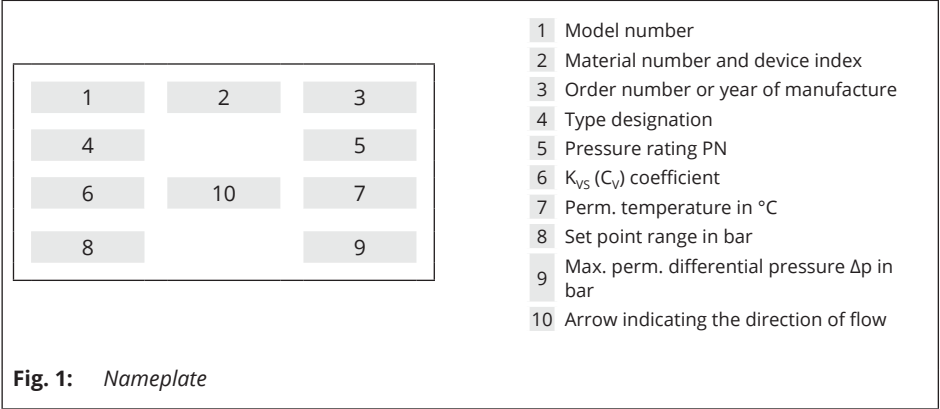 1 2 3
4 5
6 10 7
8 9
1 Model number
2 Material number and device index
3 Order number or year of manufacture
4 Type designation
5 Pressure rating PN
6 K_VS (C_V) coefficient
7 Perm. temperature in °C
8 Set point range in bar
9 Max. perm. differential pressure Δp in
bar
10 Arrow indicating the direction of flow
Fig. 1: Nameplate